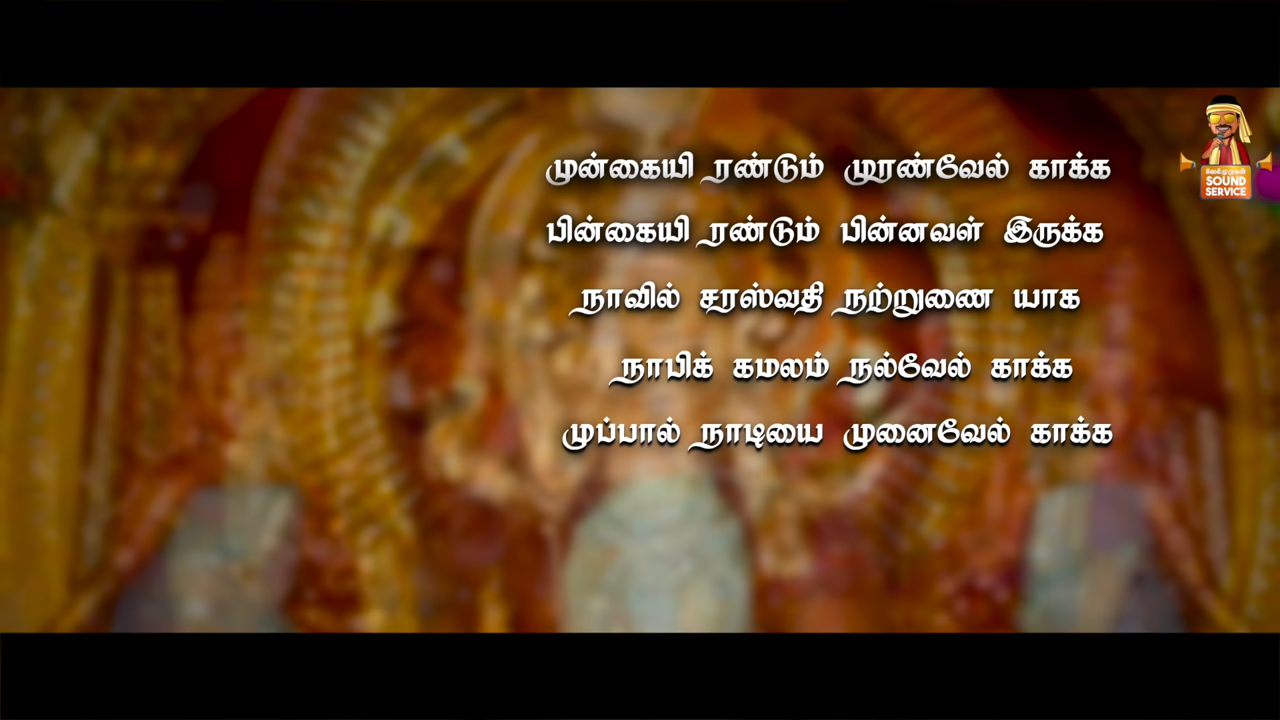 முன்கையி ரண்டும் முரண்வேல் காக்க
பின்கையி ரண்டும் பின்னவள் இருக்க
நாவில் சரஸ்வதி நற்றுணை யாக
நாபிக் கமலம் நல்வேல் காக்க
முப்பால் நாடியை முனைவேல் காக்க
SOUND
SERVICE